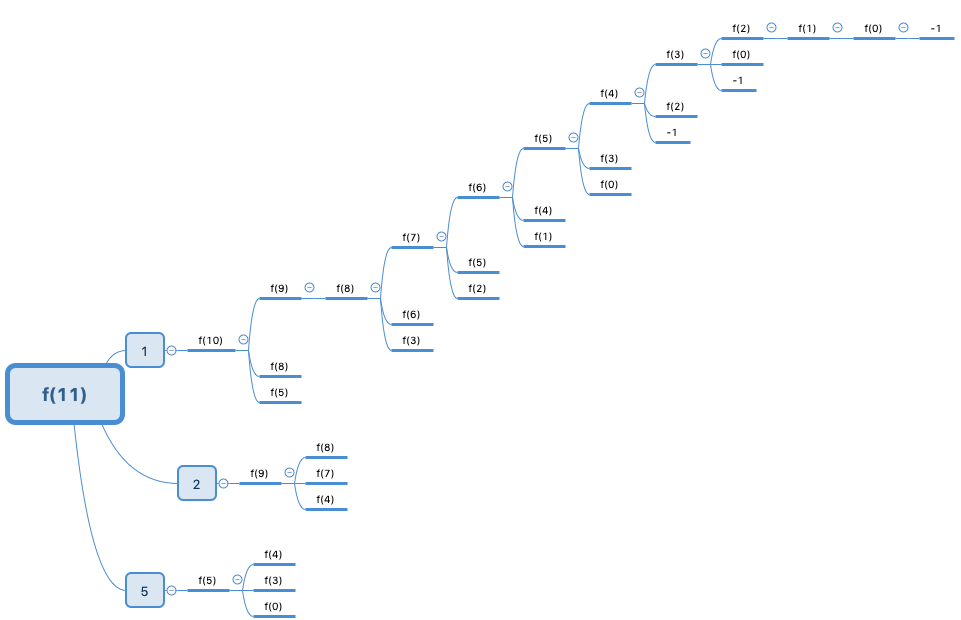 f(2)
f(1)
f(0)
-1
f(3)
f(0)
-1
f(4)
f(2)
-1
f(5)
f(3)
f(0)
f(6)
f(4)
f(1)
f(7)
f(5)
f(2)
f(9)
f(8)
f(6)
f(3)
1
f(10)
f(8)
f(5)
f(11)
2
f(9)
f(8)
f(7)
f(4)
5
f(5)
f(4)
f(3)
f(0)